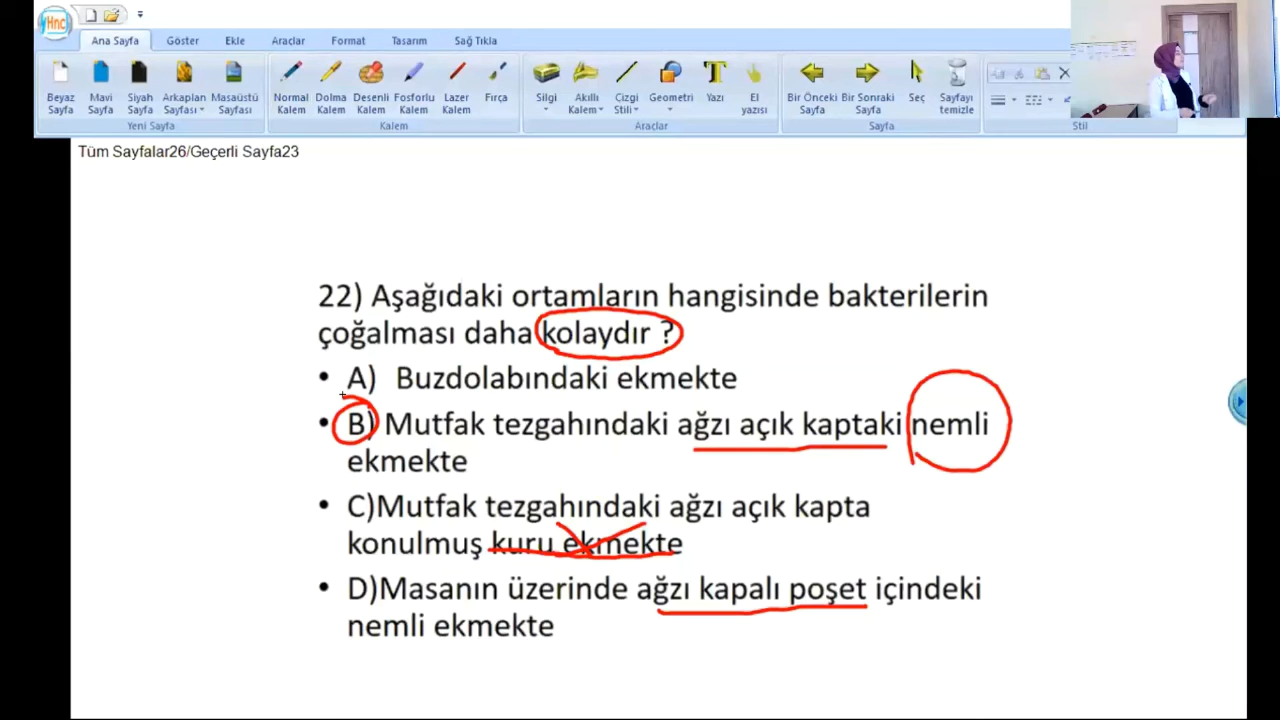 Hnc
Ana Sayfa Göster Ekle Araçlar Format Tasarım Sağ Tıkla
Beyaz Sayfa Mavi Sayfa Siyah Sayfa Arkaplan Sayfası Masaüstü Sayfası
Yeni Sayfa
Normal Kalem Dolma Kalem Desenli Kalem Fosforlu Kalem Lazer Kalem Fırça
Kalem
Silgi Akıllı Kalem Çizgi Stili Geometri Yazı El yazısı
Araçlar
Bir Önceki Sayfa Bir Sonraki Sayfa Seç Sayfayı temizle
Sayfa
Stil
Tüm Sayfalar26/Geçerli Sayfa23
22) Aşağıdaki ortamların hangisinde bakterilerin
çoğalması daha kolaydır ?
• A) Buzdolabındaki ekmekte
• B) Mutfak tezgahındaki ağzı açık kaptaki nemli
ekmekte
• C)Mutfak tezgahındaki ağzı açık kapta
konulmuş kuru ekmekte
• D)Masanın üzerinde ağzı kapalı poşet içindeki
nemli ekmekte